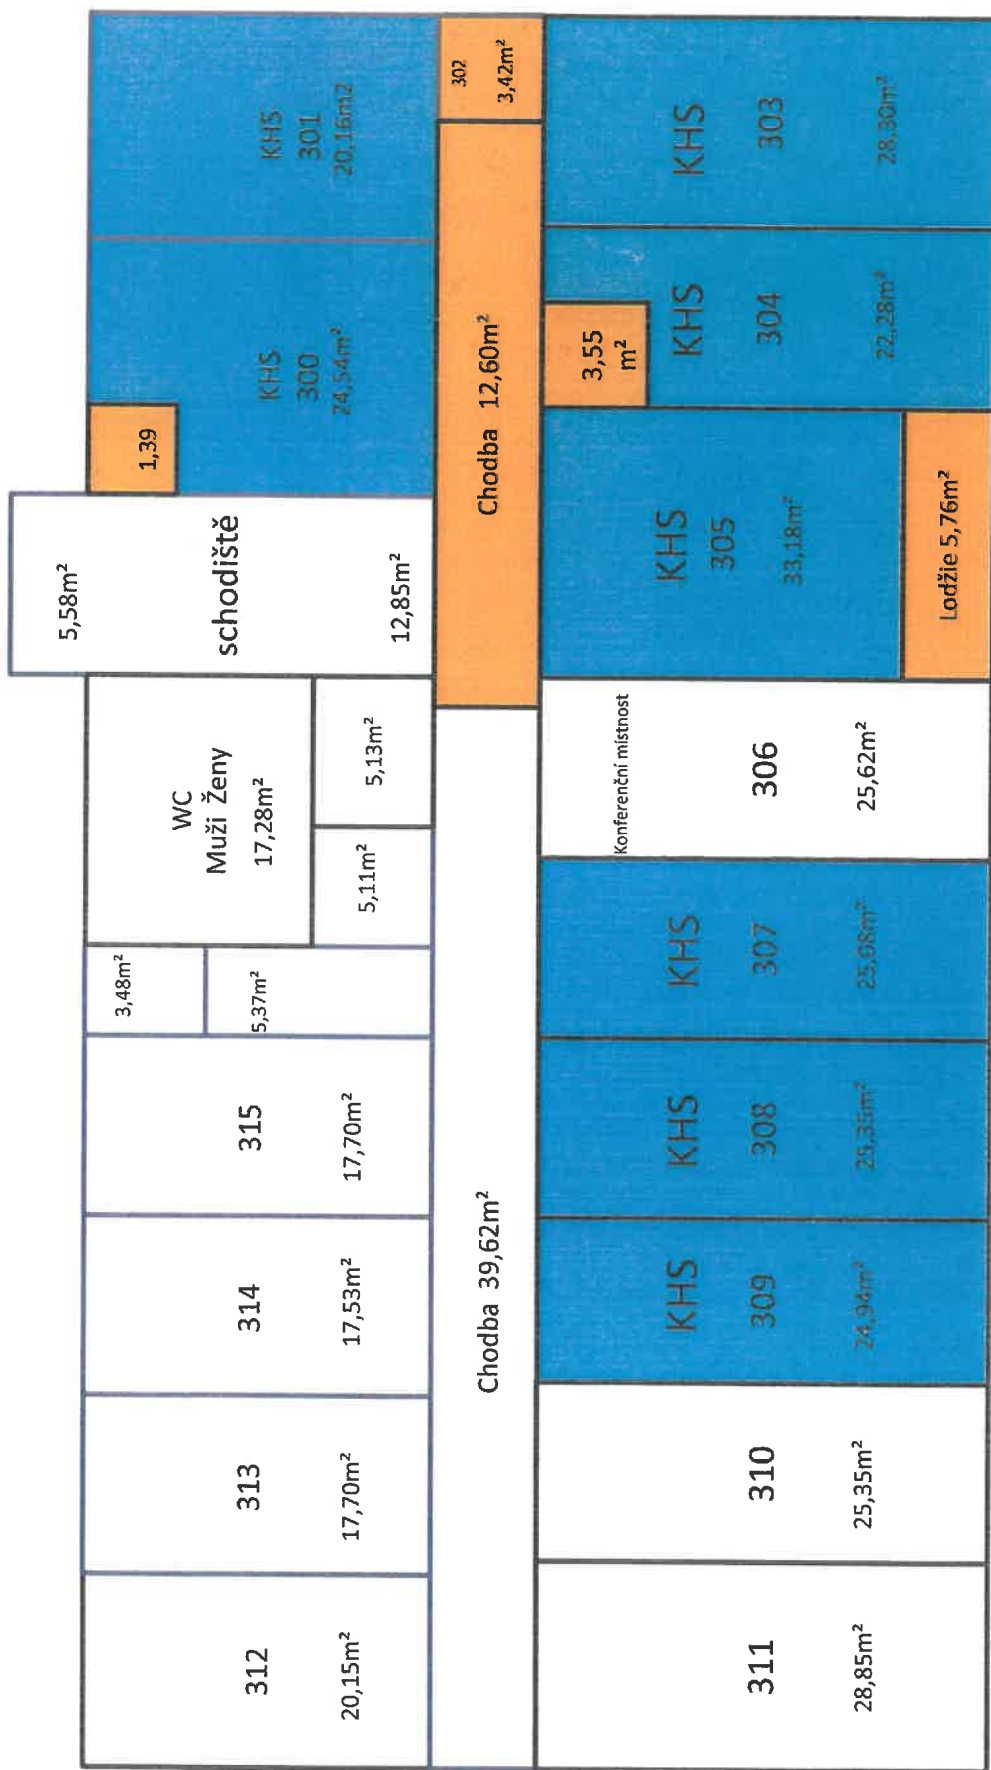 312
20,15m²
313
17,70m²
314
17,53m²
315
17,70m²
3,48m²
5,37m²
WC
Muži Ženy
17,28m²
5,11m²
5,13m²
5,58m²
schodiště
12,85m²
1,39
KHS
300
24,54m²
KHS
301
20,16m2
Chodba 39,62m²
Chodba 12,60m²
302
3,42m²
311
28,85m²
310
25,35m²
KHS
309
24,94m²
KHS
308
25,35m²
KHS
307
25,08m²
Konferenční místnost
306
25,62m²
KHS
305
33,18m²
Lodžie 5,76m²
3,55
m²
KHS
304
22,28m²
KHS
303
28,30m²